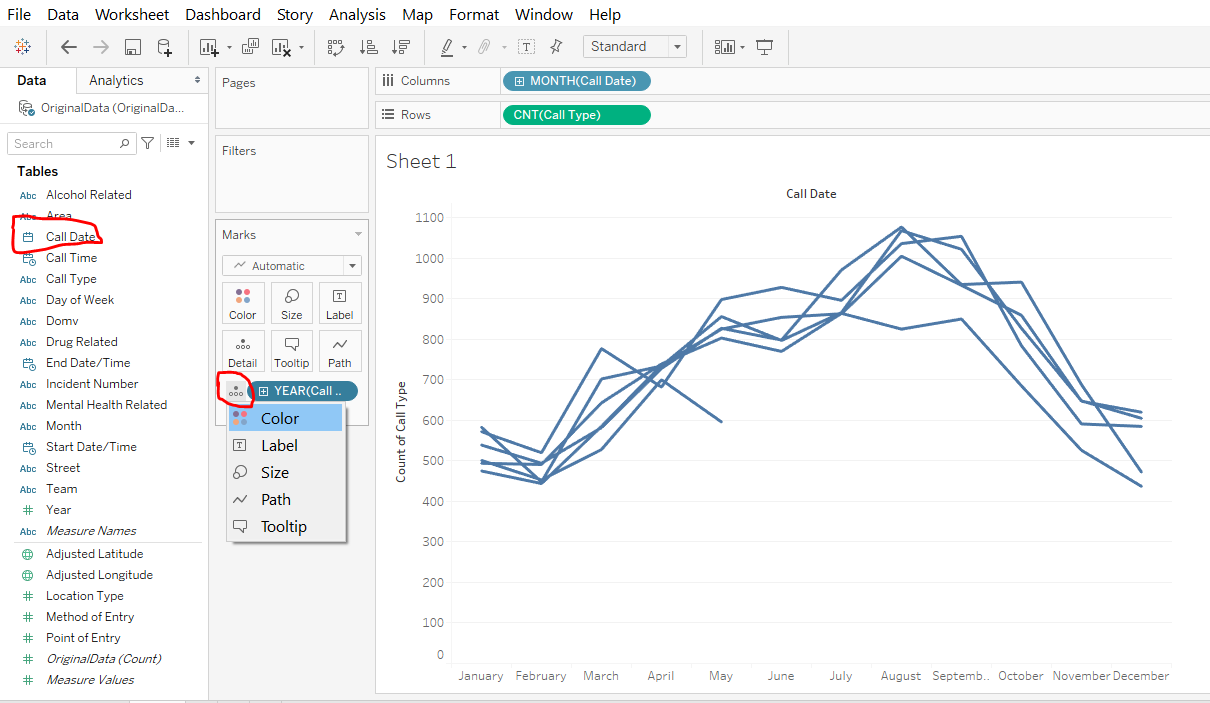 File Data Worksheet Dashboard Story Analysis Map Format Window Help
Standard
Data Analytics
OriginalData (OriginalDa...
Search
Tables
Abc Alcohol Related
Abc Area
Call Date
Call Time
Abc Call Type
Abc Day of Week
Abc Domv
Abc Drug Related
End Date/Time
Abc Incident Number
Abc Mental Health Related
Abc Month
Start Date/Time
Abc Street
Abc Team
# Year
Abc Measure Names
Adjusted Latitude
Adjusted Longitude
# Location Type
# Method of Entry
# Point of Entry
# OriginalData (Count)
# Measure Values
Pages
Filters
Marks
Automatic
Color Size Label
Detail Tooltip Path
YEAR(Call ..
Color
Label
Size
Path
Tooltip
Columns MONTH(Call Date)
Rows CNT(Call Type)
Sheet 1
Call Date
Count of Call Type
1100
1000
900
800
700
600
500
400
300
200
100
0
January February March April May June July August Septemb.. October November December